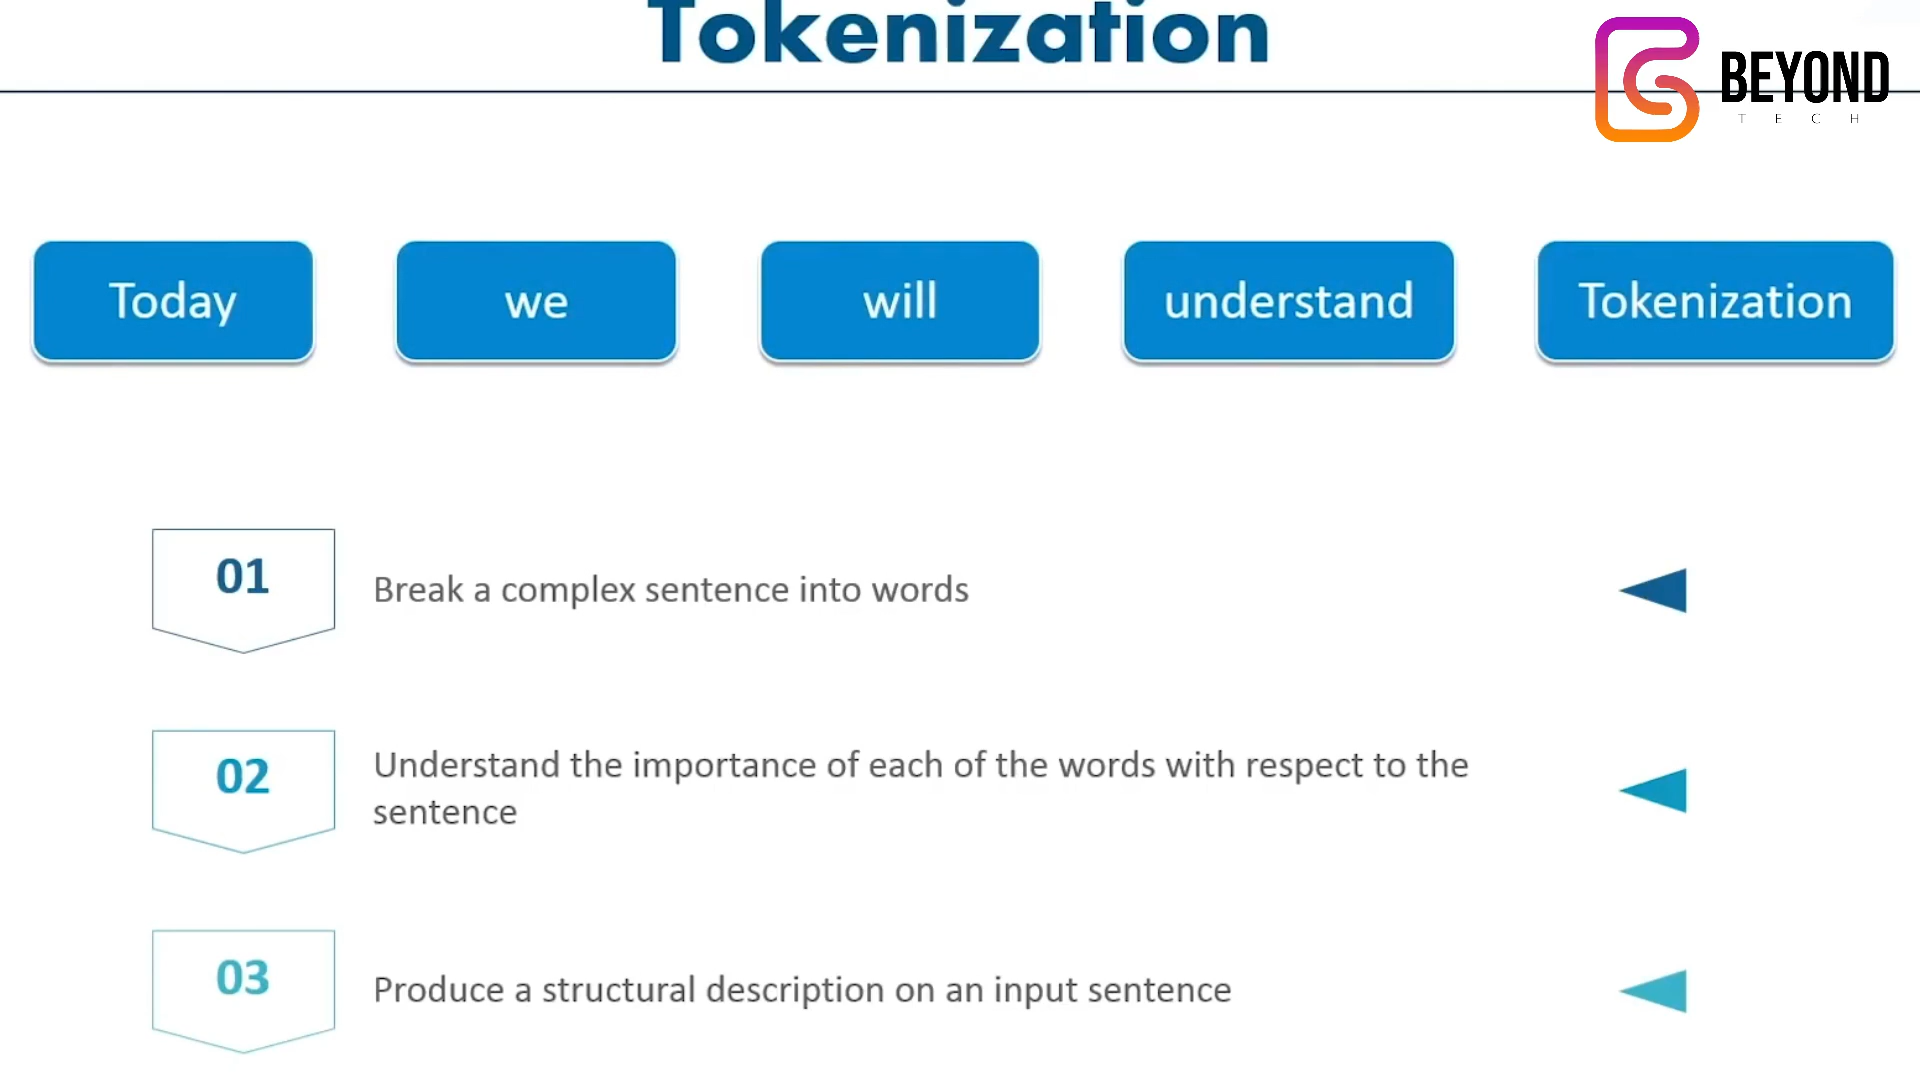 Tokenization
BEYOND
TECH
Today we will understand Tokenization
01 Break a complex sentence into words
02 Understand the importance of each of the words with respect to the
sentence
03 Produce a structural description on an input sentence